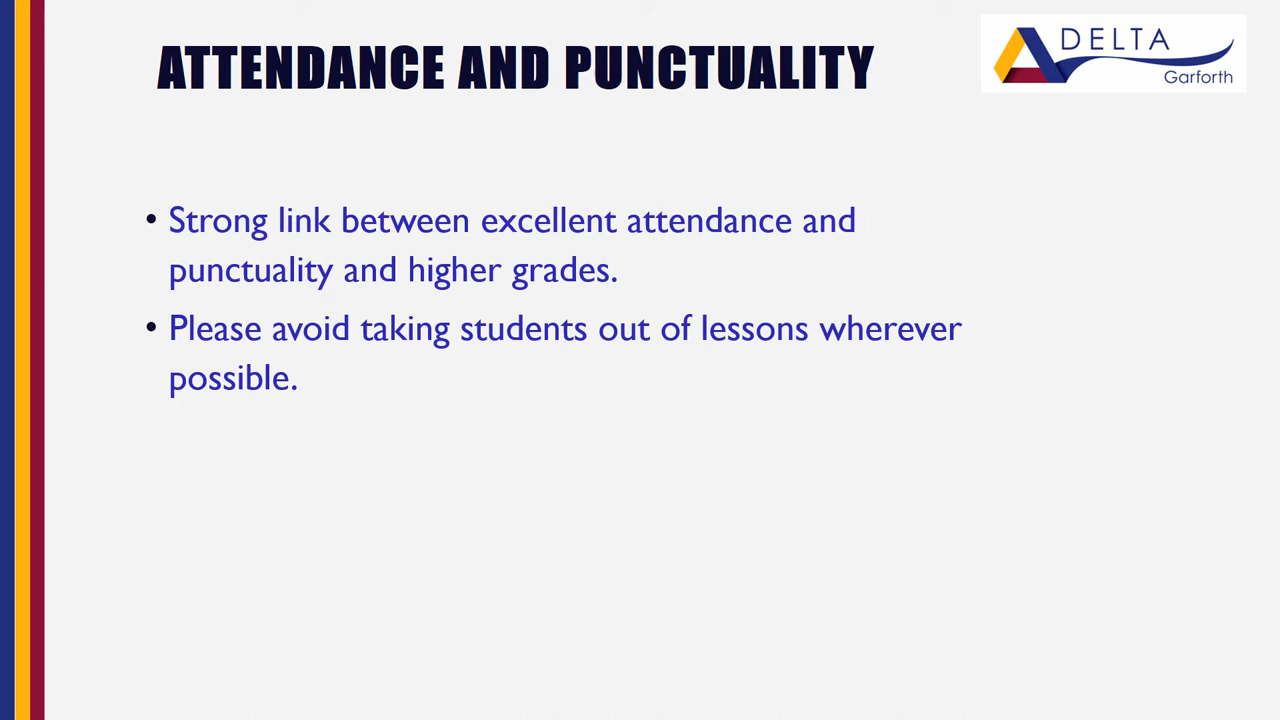 ATTENDANCE AND PUNCTUALITY
DELTA
Garforth
• Strong link between excellent attendance and
punctuality and higher grades.
• Please avoid taking students out of lessons wherever
possible.